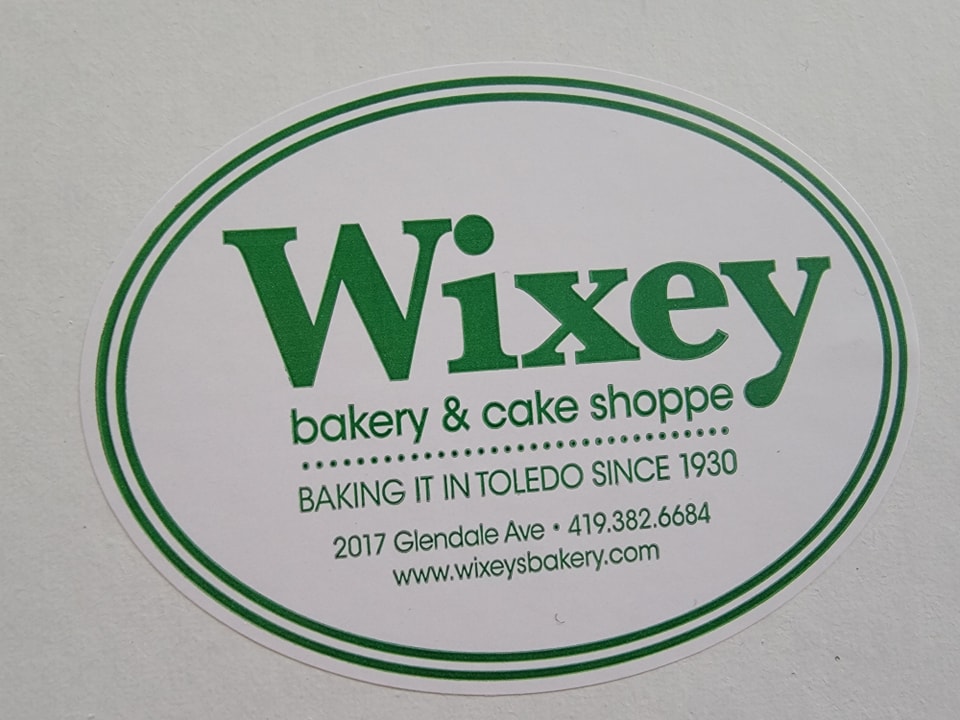 Wixey
bakery & cake shoppe
BAKING IT IN TOLEDO SINCE 1930
2017 Glendale Ave • 419.382.6684
www.wixeysbakery.com